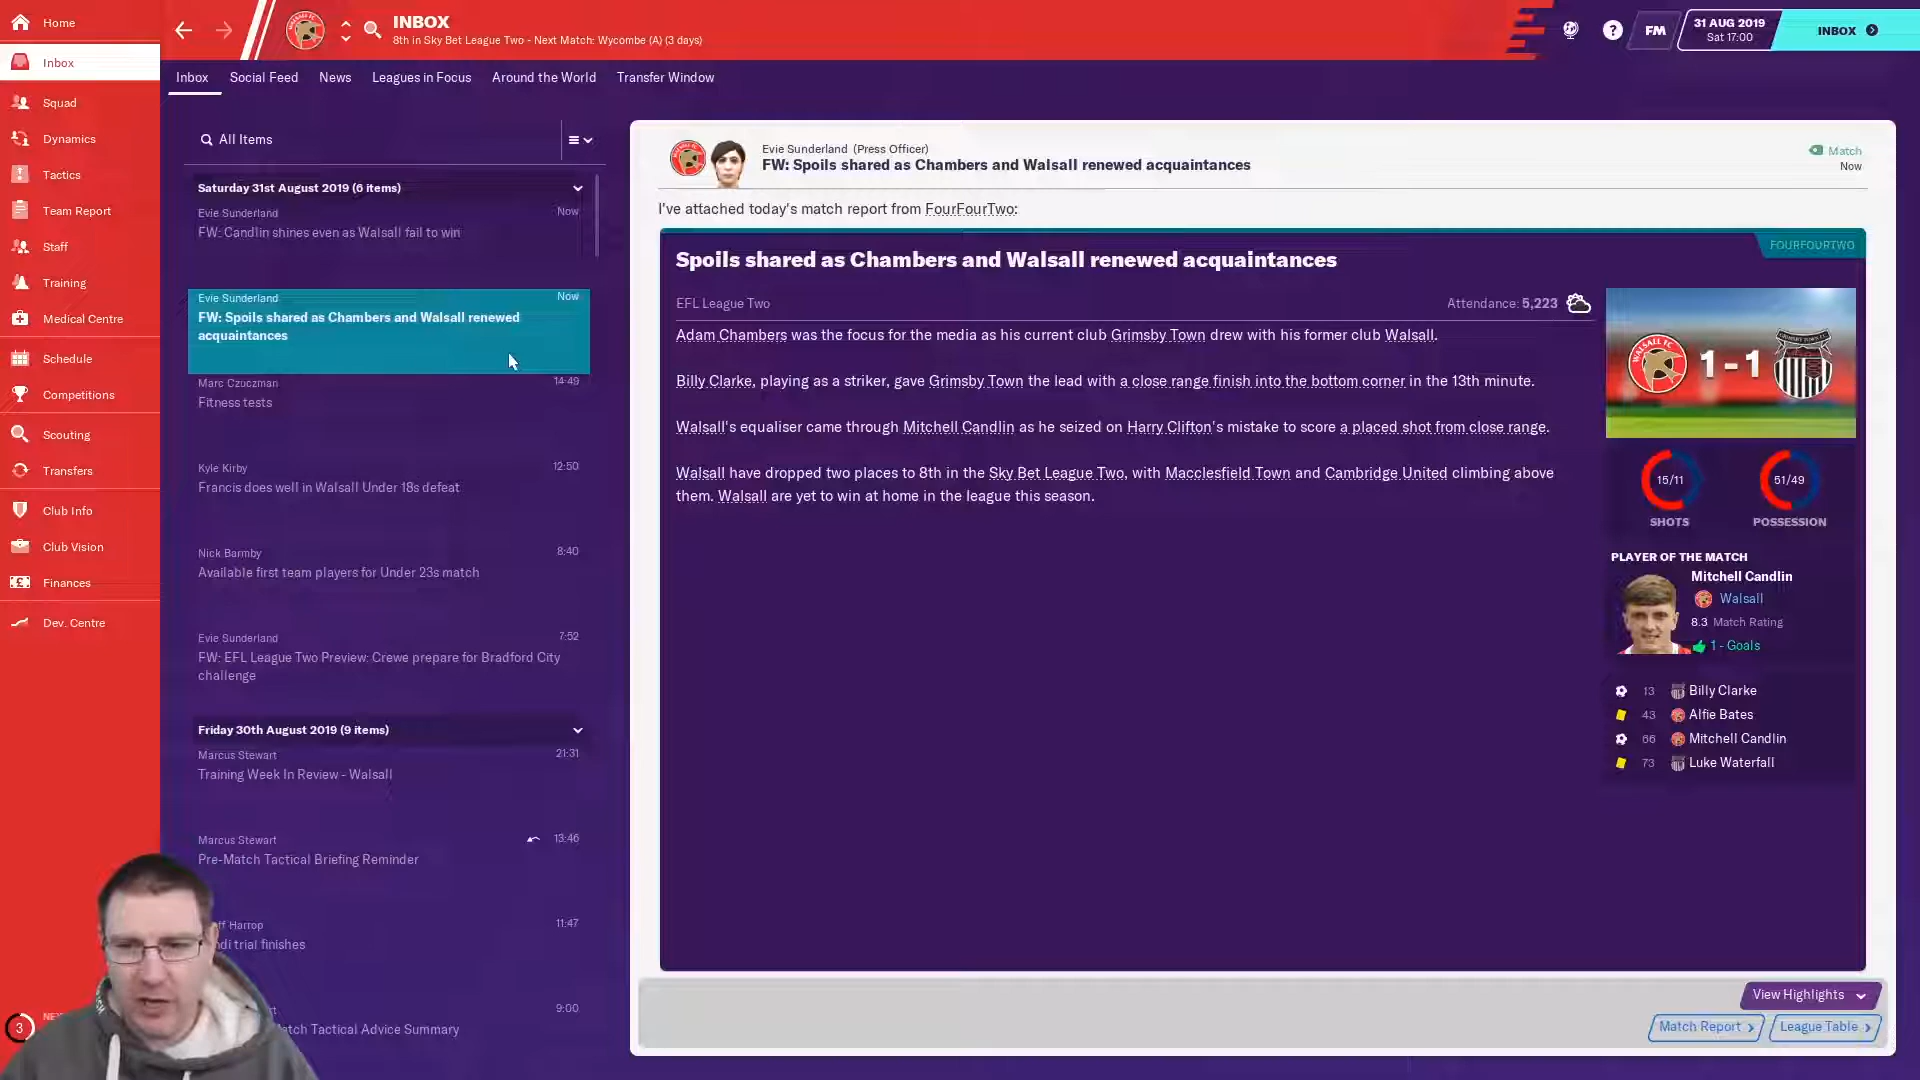 Home
Inbox
Squad
Dynamics
Tactics
Team Report
Staff
Training
Medical Centre
Schedule
Competitions
Scouting
Transfers
Club Info
Club Vision
Finances
Dev. Centre
3
INBOX
8th in Sky Bet League Two - Next Match: Wycombe (A) (3 days)
?
FM
31 AUG 2019
Sat 17:00
INBOX
Inbox
Social Feed
News
Leagues in Focus
Around the World
Transfer Window
All Items
Saturday 31st August 2019 (6 items)
Evie Sunderland
Now
FW: Candlin shines even as Walsall fail to win
Evie Sunderland
Now
FW: Spoils shared as Chambers and Walsall renewed
acquaintances
Marc Czuczman
14:49
Fitness tests
Kyle Kirby
12:50
Francis does well in Walsall Under 18s defeat
Nick Barmby
8:40
Available first team players for Under 23s match
Evie Sunderland
7:52
FW: EFL League Two Preview: Crewe prepare for Bradford City
challenge
Friday 30th August 2019 (9 items)
Marcus Stewart
21:31
Training Week In Review - Walsall
Marcus Stewart
13:46
Pre-Match Tactical Briefing Reminder
Harrop
11:47
trial finishes
9:00
Tactical Advice Summary
Evie Sunderland (Press Officer)
FW: Spoils shared as Chambers and Walsall renewed acquaintances
Match
Now
I've attached today's match report from FourFourTwo:
FOURFOURTWO
Spoils shared as Chambers and Walsall renewed acquaintances
EFL League Two
Attendance: 5,223
Adam Chambers was the focus for the media as his current club Grimsby Town drew with his former club Walsall.
Billy Clarke, playing as a striker, gave Grimsby Town the lead with a close range finish into the bottom corner in the 13th minute.
Walsall's equaliser came through Mitchell Candlin as he seized on Harry Clifton's mistake to score a placed shot from close range.
Walsall have dropped two places to 8th in the Sky Bet League Two, with Macclesfield Town and Cambridge United climbing above
them. Walsall are yet to win at home in the league this season.
WALSALL FC
1 - 1
15/11
SHOTS
51/49
POSSESSION
PLAYER OF THE MATCH
Mitchell Candlin
Walsall
8.3 Match Rating
1 - Goals
13 Billy Clarke
43 Alfie Bates
66 Mitchell Candlin
73 Luke Waterfall
View Highlights
Match Report
League Table